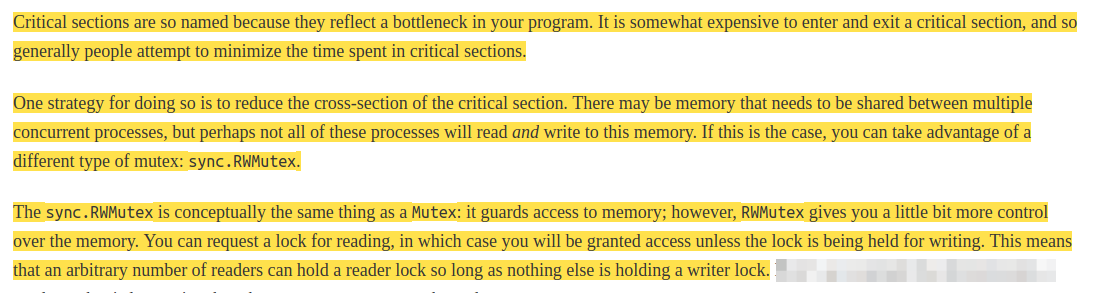 Critical sections are so named because they reflect a bottleneck in your program. It is somewhat expensive to enter and exit a critical section, and so
generally people attempt to minimize the time spent in critical sections.
One strategy for doing so is to reduce the cross-section of the critical section. There may be memory that needs to be shared between multiple
concurrent processes, but perhaps not all of these processes will read and write to this memory. If this is the case, you can take advantage of a
different type of mutex: sync.RWMutex.
The sync.RWMutex is conceptually the same thing as a Mutex: it guards access to memory; however, RWMutex gives you a little bit more control
over the memory. You can request a lock for reading, in which case you will be granted access unless the lock is being held for writing. This means
that an arbitrary number of readers can hold a reader lock so long as nothing else is holding a writer lock.